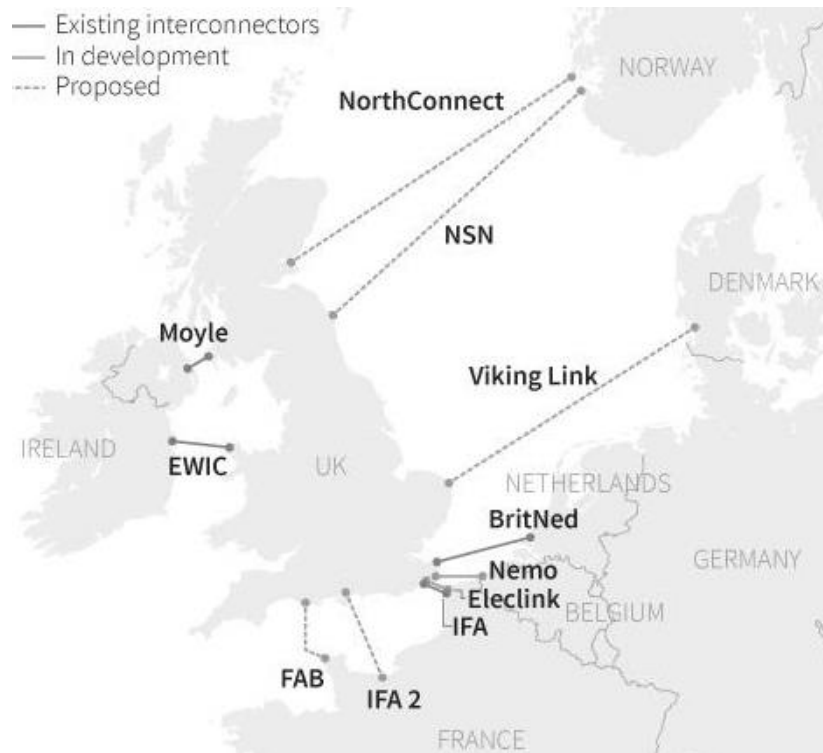 Existing interconnectors
In development
Proposed
NORWAY
NorthConnect
NSN
DENMARK
Moyle
Viking Link
IRELAND
EWIC
UK
NETHERLANDS
BritNed
GERMANY
Nemo
Eleclink
BELGIUM
IFA
FAB
IFA 2
FRANCE